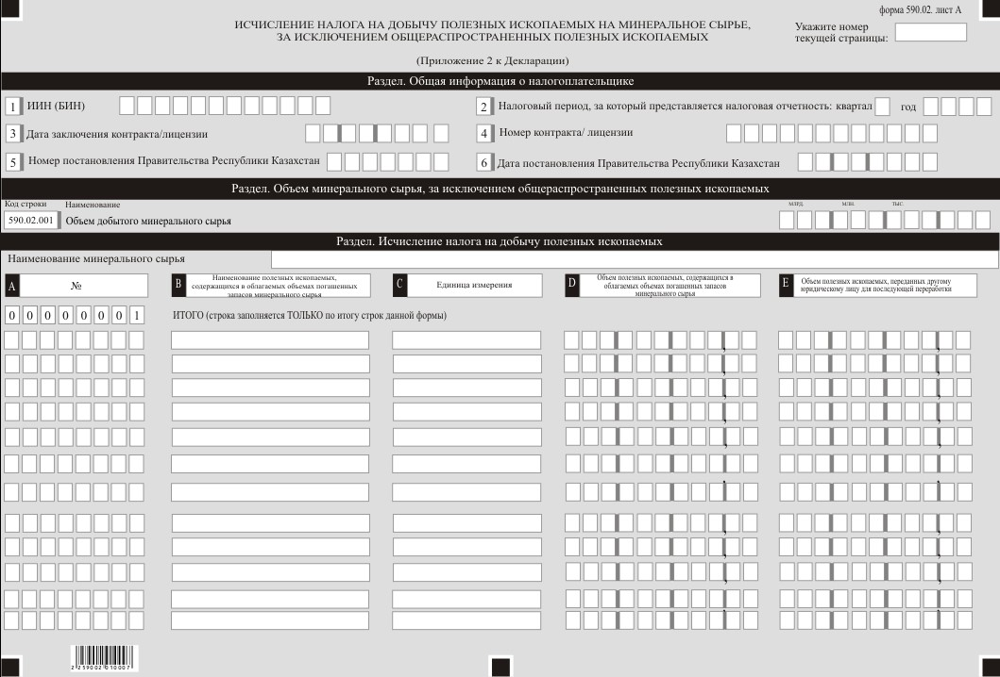 форма 590.02. лист А
ИСЧИСЛЕНИЕ НАЛОГА НА ДОБЫЧУ ПОЛЕЗНЫХ ИСКОПАЕМЫХ НА МИНЕРАЛЬНОЕ СЫРЬЕ,
ЗА ИСКЛЮЧЕНИЕМ ОБЩЕРАСПРОСТРАНЕННЫХ ПОЛЕЗНЫХ ИСКОПАЕМЫХ
Укажите номер
текущей страницы:
(Приложение 2 к Декларации)
Раздел. Общая информация о налогоплательщике
1 ИИН (БИН)
2 Налоговый период, за который представляется налоговая отчетность: квартал год
3 Дата заключения контракта/лицензии
4 Номер контракта/ лицензии
5 Номер постановления Правительства Республики Казахстан
6 Дата постановления Правительства Республики Казахстан
Раздел. Объем минерального сырья, за исключением общераспространенных полезных ископаемых
Код строки Наименование млрд. млн. тыс.
590.02.001 Объем добытого минерального сырья
Раздел. Исчисление налога на добычу полезных ископаемых
Наименование минерального сырья
A №
B Наименование полезных ископаемых,
содержащихся в облагаемых объемах погашенных
запасов минерального сырья
C Единица измерения
D Объем полезных ископаемых, содержащихся в
облагаемых объемах погашенных запасов
минерального сырья
E Объем полезных ископаемых, переданных другому
юридическому лицу для последующей переработки
0 0 0 0 0 0 0 1 ИТОГО (строка заполняется ТОЛЬКО по итогу строк данной формы)
2 259002 010007